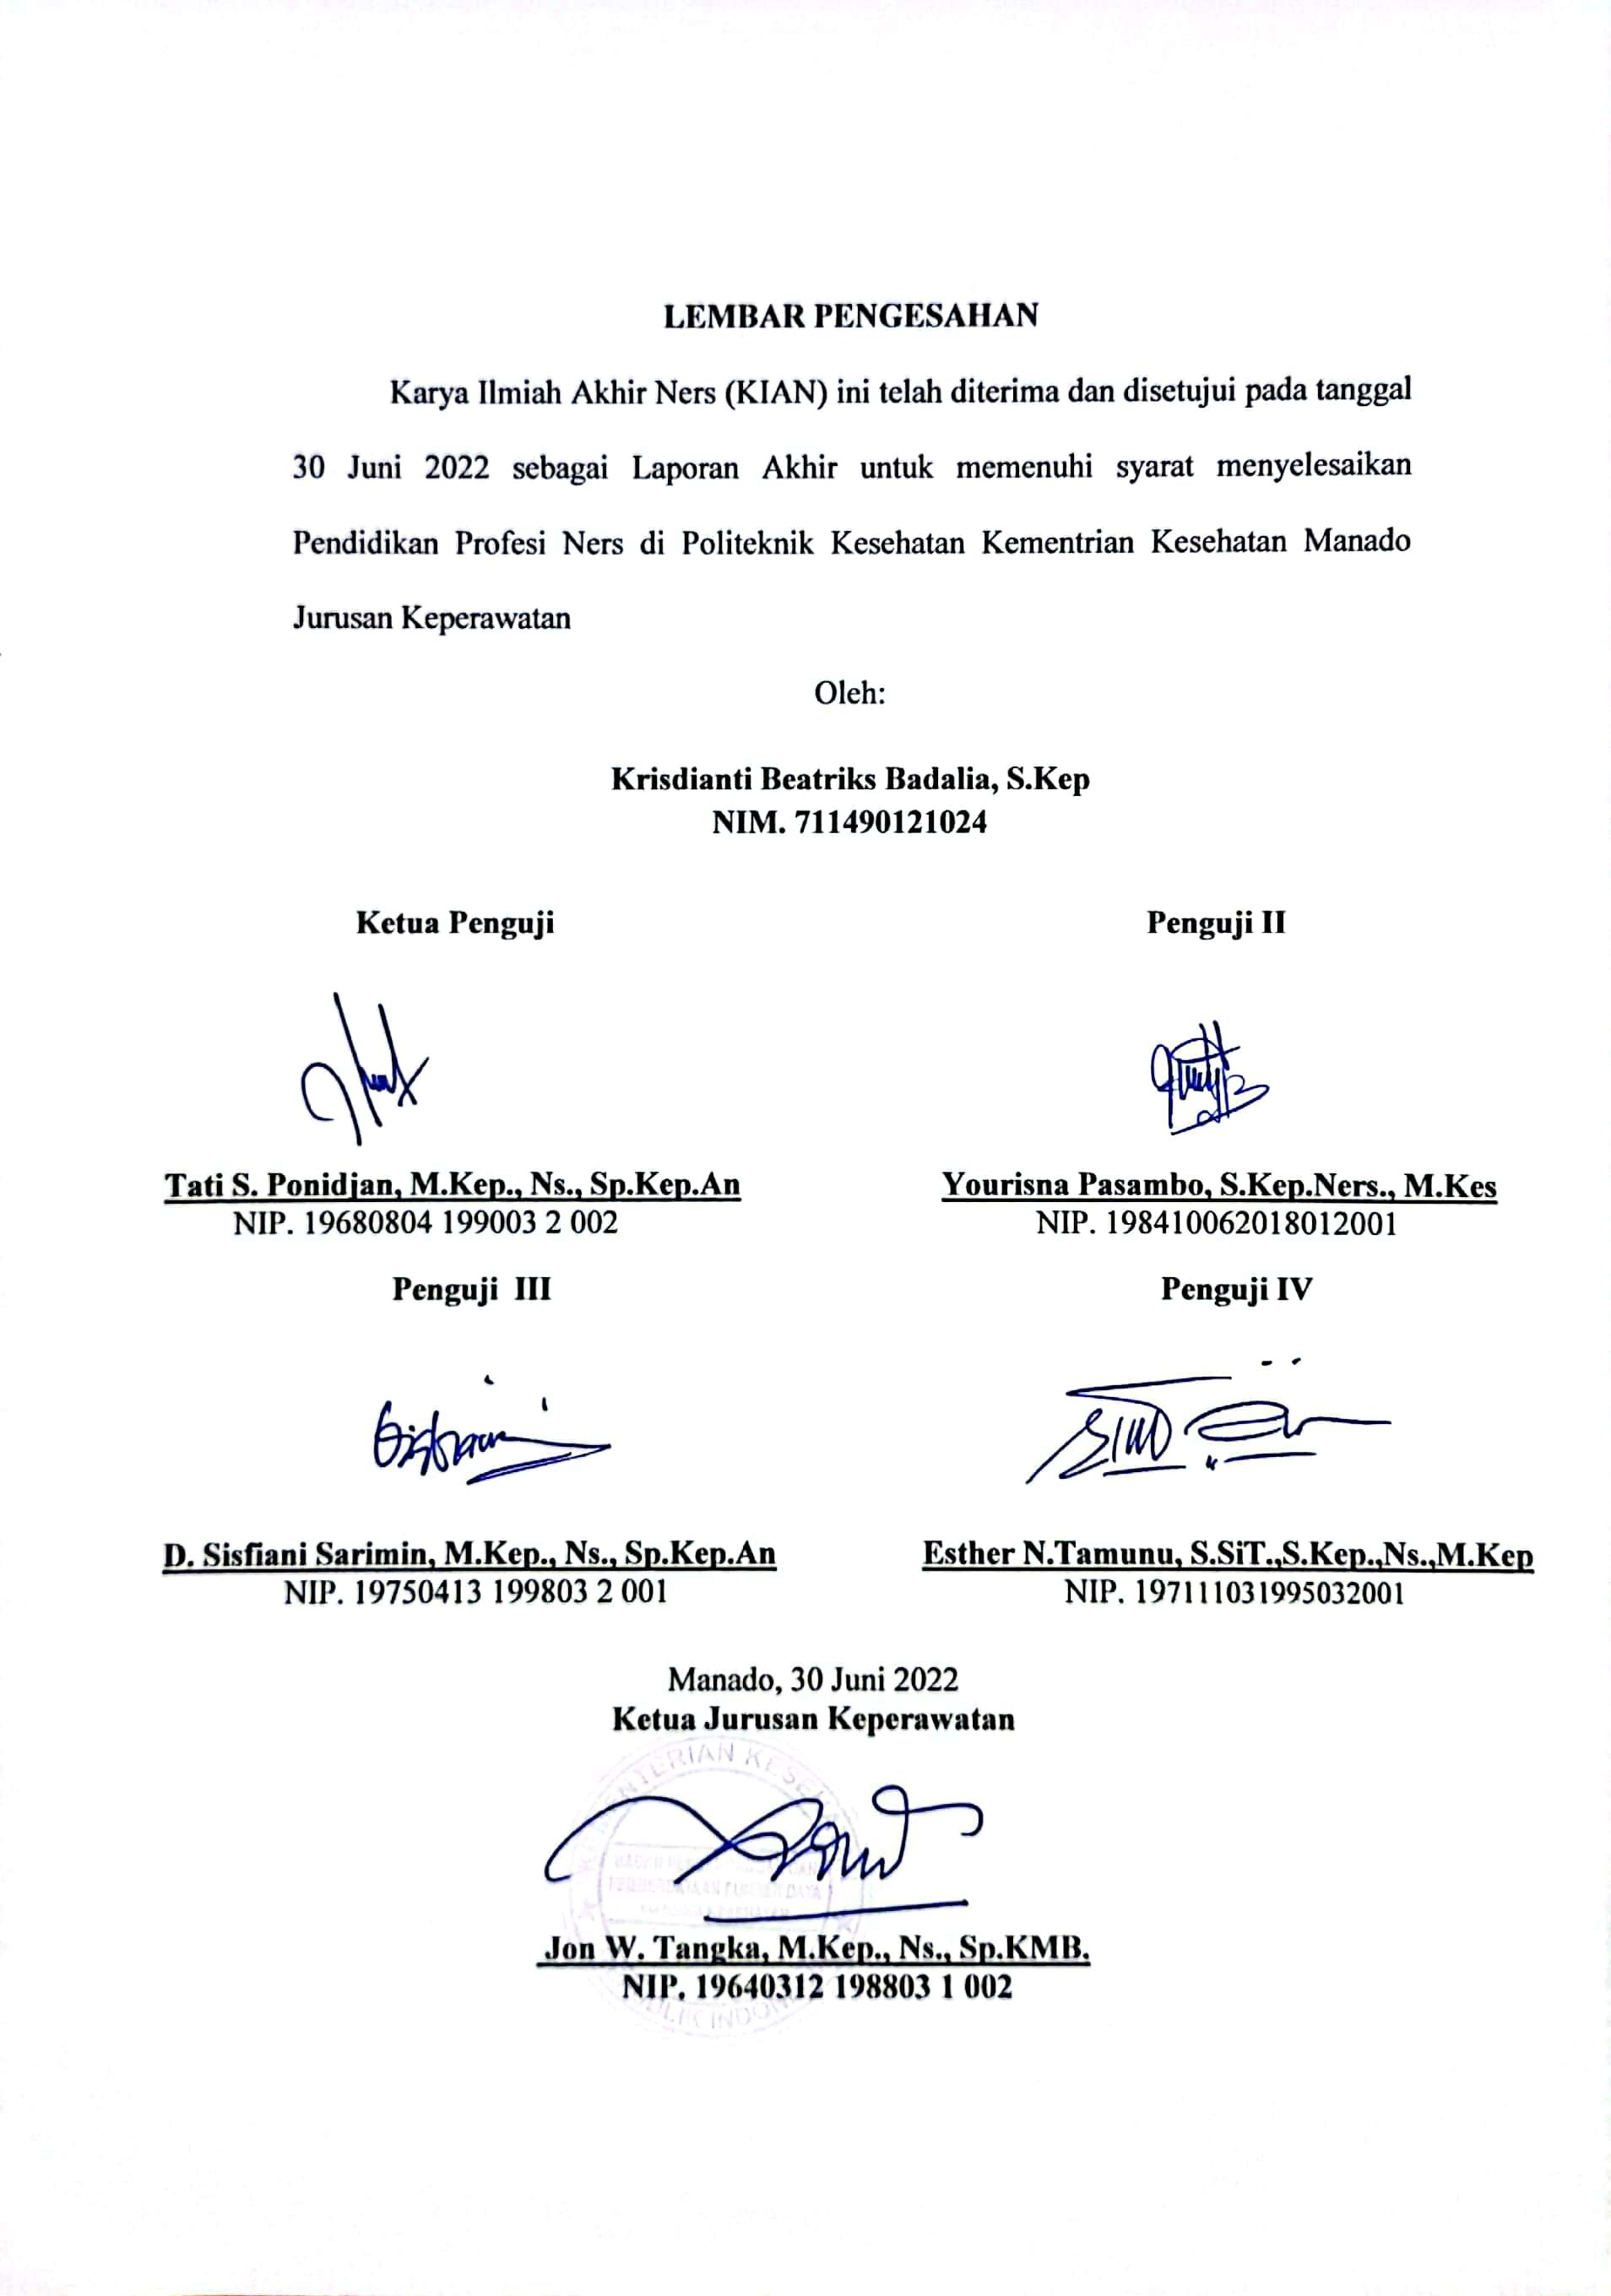 LEMBAR PENGESAHAN
Karya Ilmiah Akhir Ners (KIAN) ini telah diterima dan disetujui pada tanggal
30 Juni 2022 sebagai Laporan Akhir untuk memenuhi syarat menyelesaikan
Pendidikan Profesi Ners di Politeknik Kesehatan Kementrian Kesehatan Manado
Jurusan Keperawatan
Oleh:
Krisdianti Beatriks Badalia, S.Kep
NIM. 711490121024
Ketua Penguji
Penguji II
Tati S. Ponidjan, M.Kep., Ns., Sp.Kep.An
Yourisna Pasambo, S.Kep.Ners., M.Kes
NIP. 19680804 199003 2 002
NIP. 198410062018012001
Penguji III
Penguji IV
D. Sisfiani Sarimin, M.Kep., Ns., Sp.Kep.An
Esther N.Tamunu, S.SiT.,S.Kep.,Ns.,M.Kep
NIP. 19750413 199803 2 001
NIP. 197111031995032001
Manado, 30 Juni 2022
Ketua Jurusan Keperawatan
Jon W. Tangka, M.Kep., Ns., Sp.KMB.
NIP. 19640312 198803 1 002